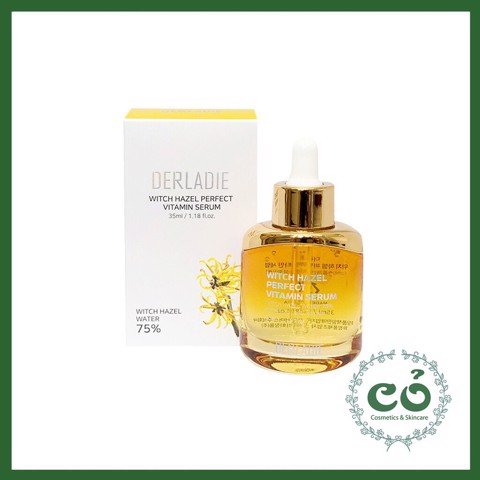 DERLADIE
WITCH HAZEL PERFECT
VITAMIN SERUM
35ml / 1.18 fl.oz.
WITCH HAZEL
WATER
75%
WITCH HAZEL
PERFECT
VITAMIN SERUM
CỎ
Cosmetics & Skincare